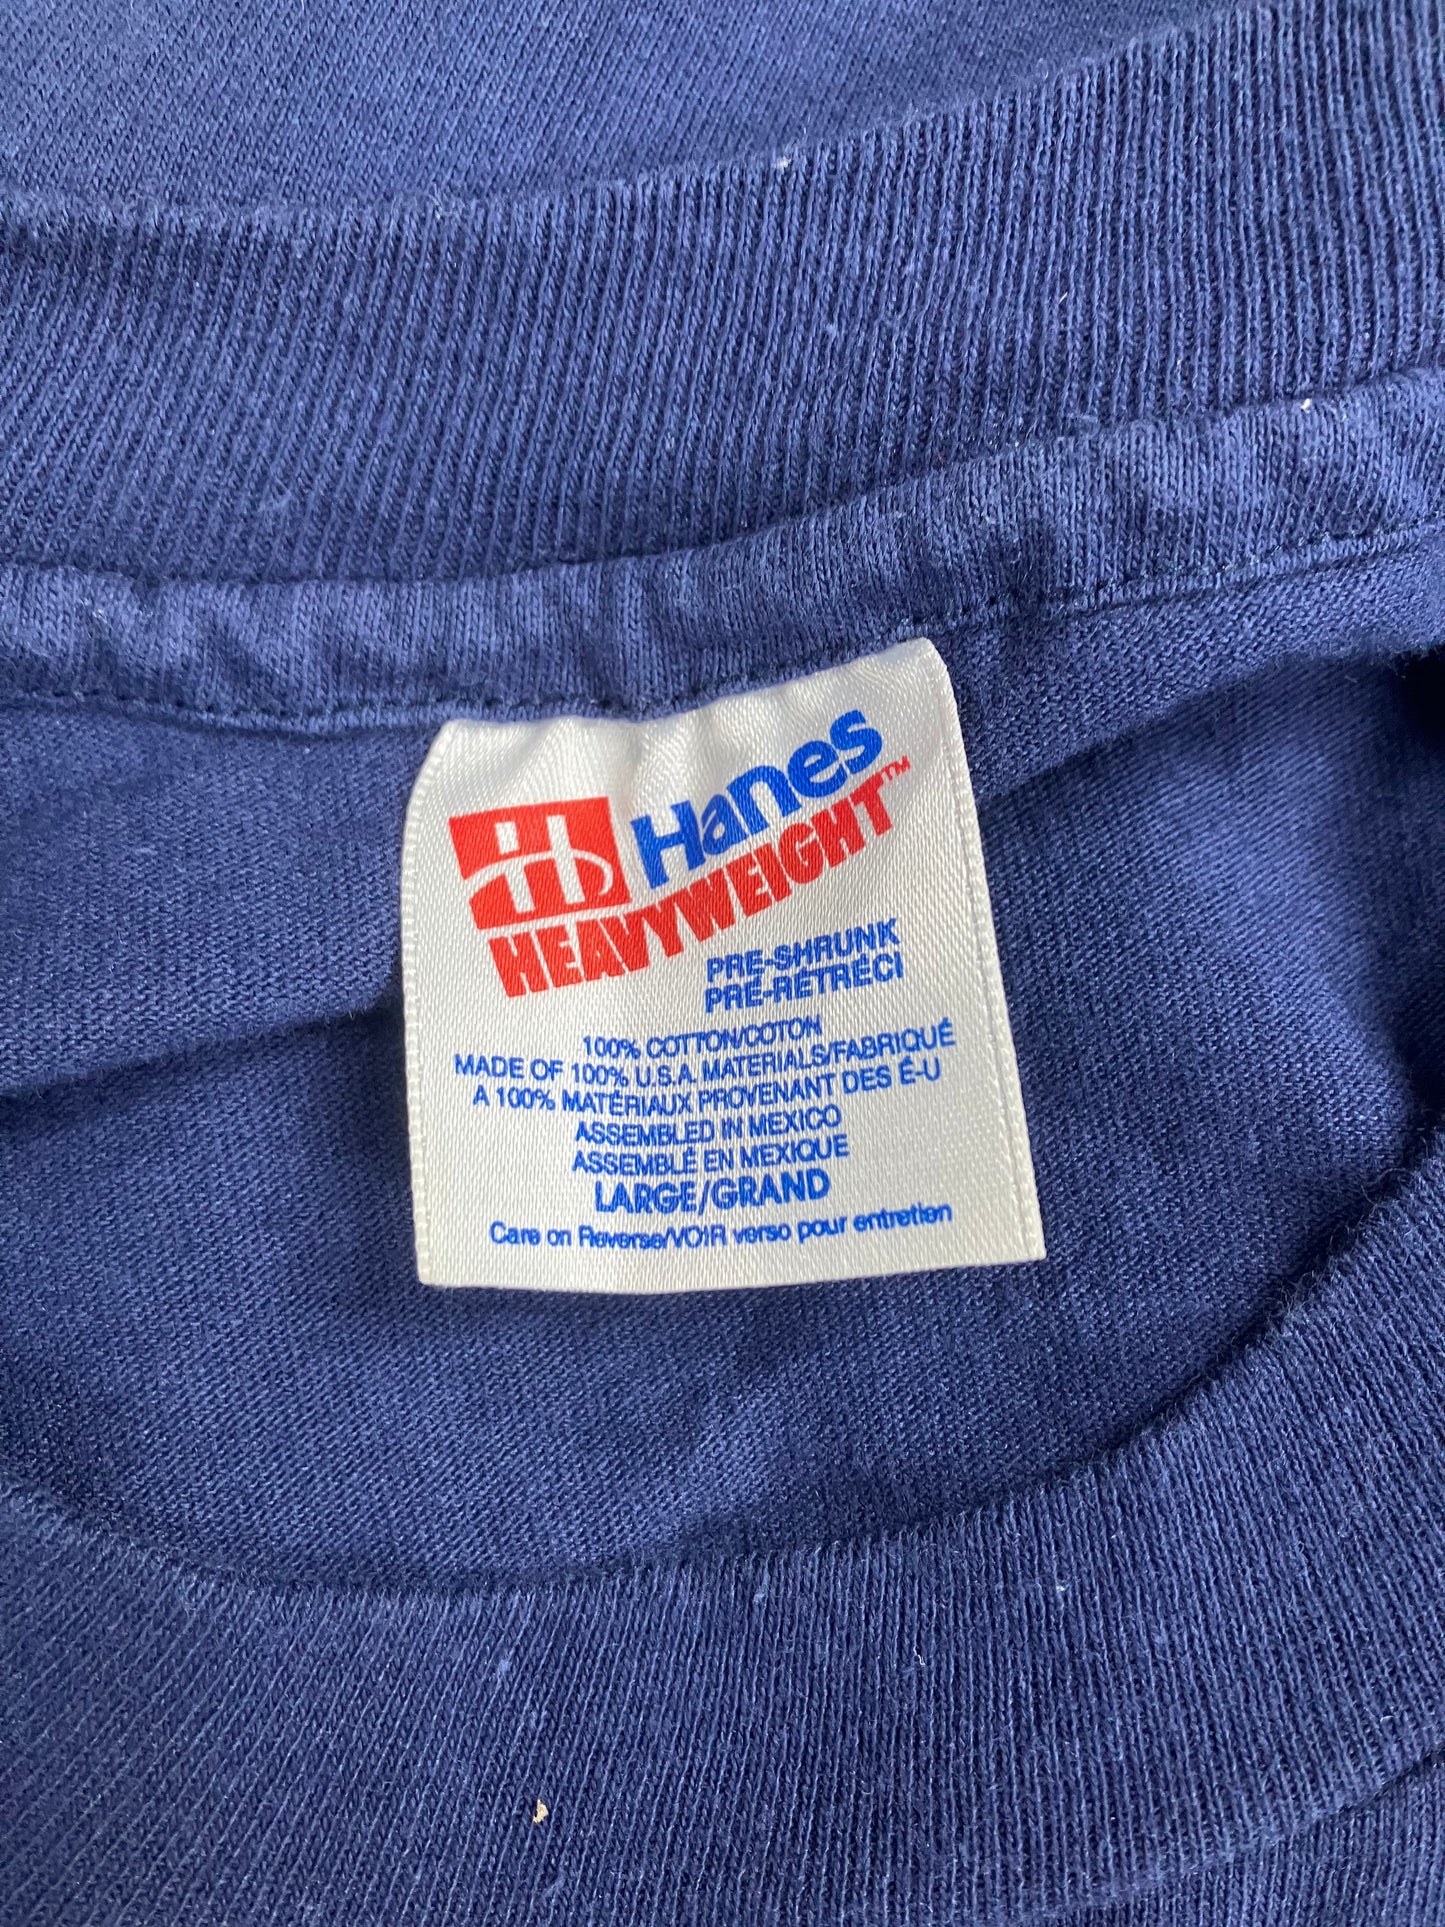 Hanes
HEAVYWEIGHT™
PRE-SHRUNK
PRÉ-RÉTRÉCI
100% COTTON/COTON
MADE OF 100% U.S.A. MATERIALS/FABRIQUÉ
A 100% MATÉRIAUX PROVENANT DES É-U
ASSEMBLED IN MEXICO
ASSEMBLÉ EN MEXIQUE
LARGE/GRAND
Care on Reverse/VOIR verso pour entretien